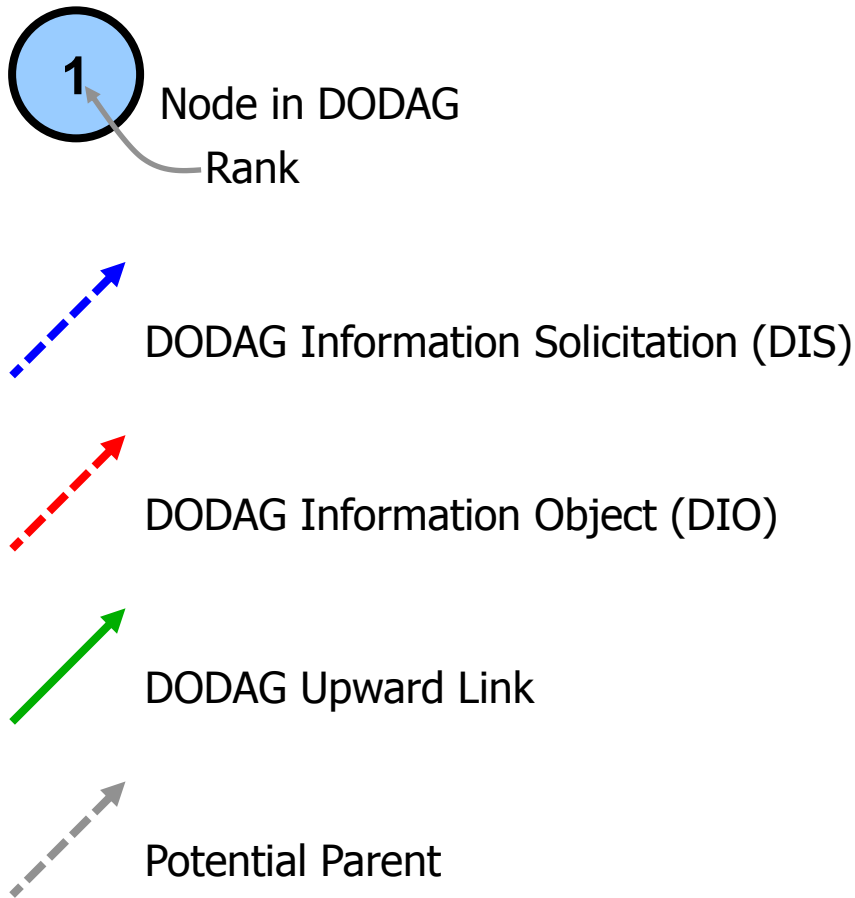 1
Node in DODAG
Rank
DODAG Information Solicitation (DIS)
DODAG Information Object (DIO)
DODAG Upward Link
Potential Parent